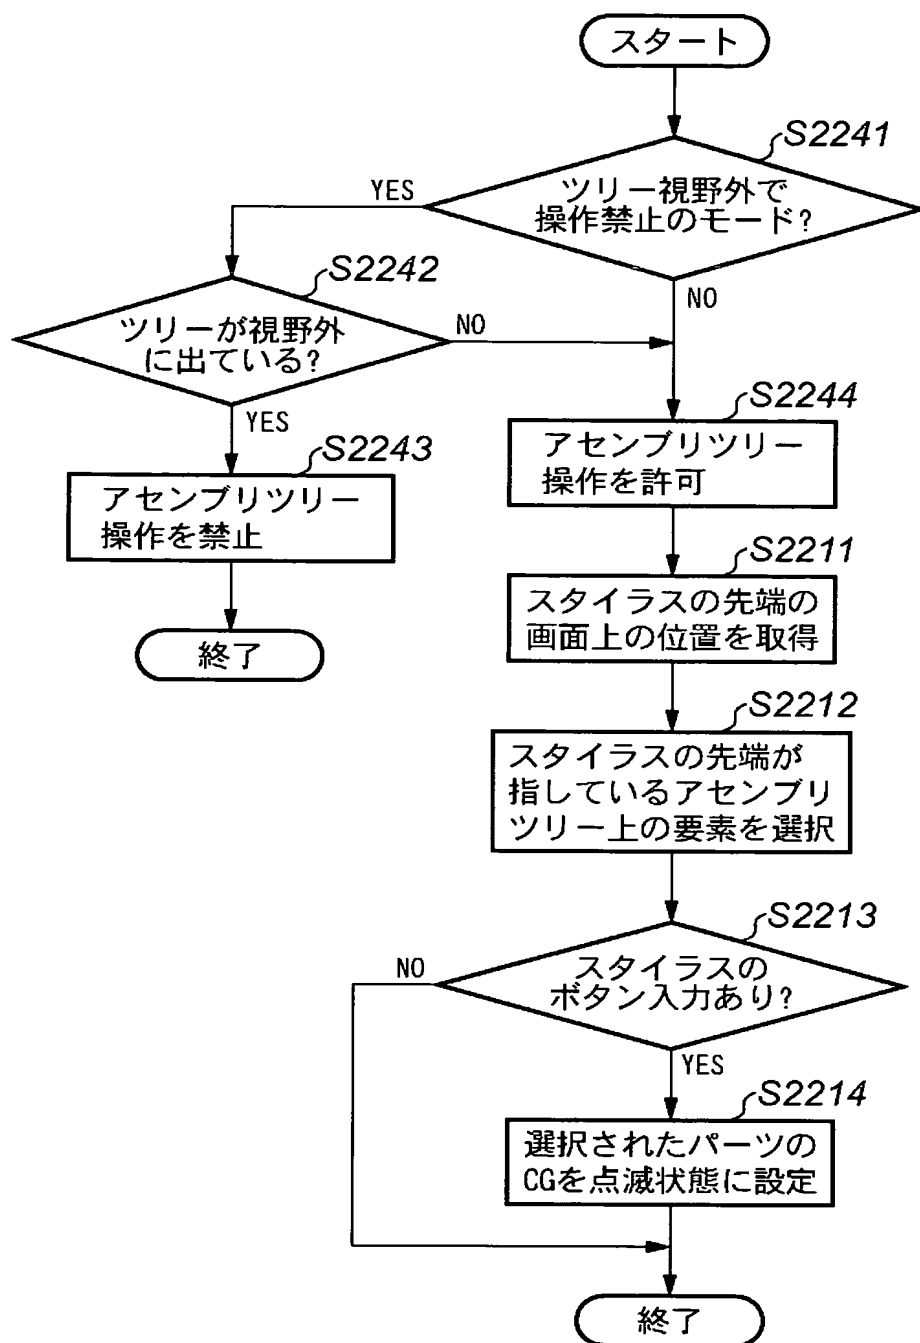 スタート
S2241
ツリー視野外で
操作禁止のモード?
YES
NO
S2242
ツリーが視野外
に出ている?
NO
YES
S2243
アセンブリツリー
操作を禁止
終了
S2244
アセンブリツリー
操作を許可
S2211
スタイラスの先端の
画面上の位置を取得
S2212
スタイラスの先端が
指しているアセンブリ
ツリー上の要素を選択
S2213
スタイラスの
ボタン入力あり?
NO
YES
S2214
選択されたパーツの
CGを点滅状態に設定
終了